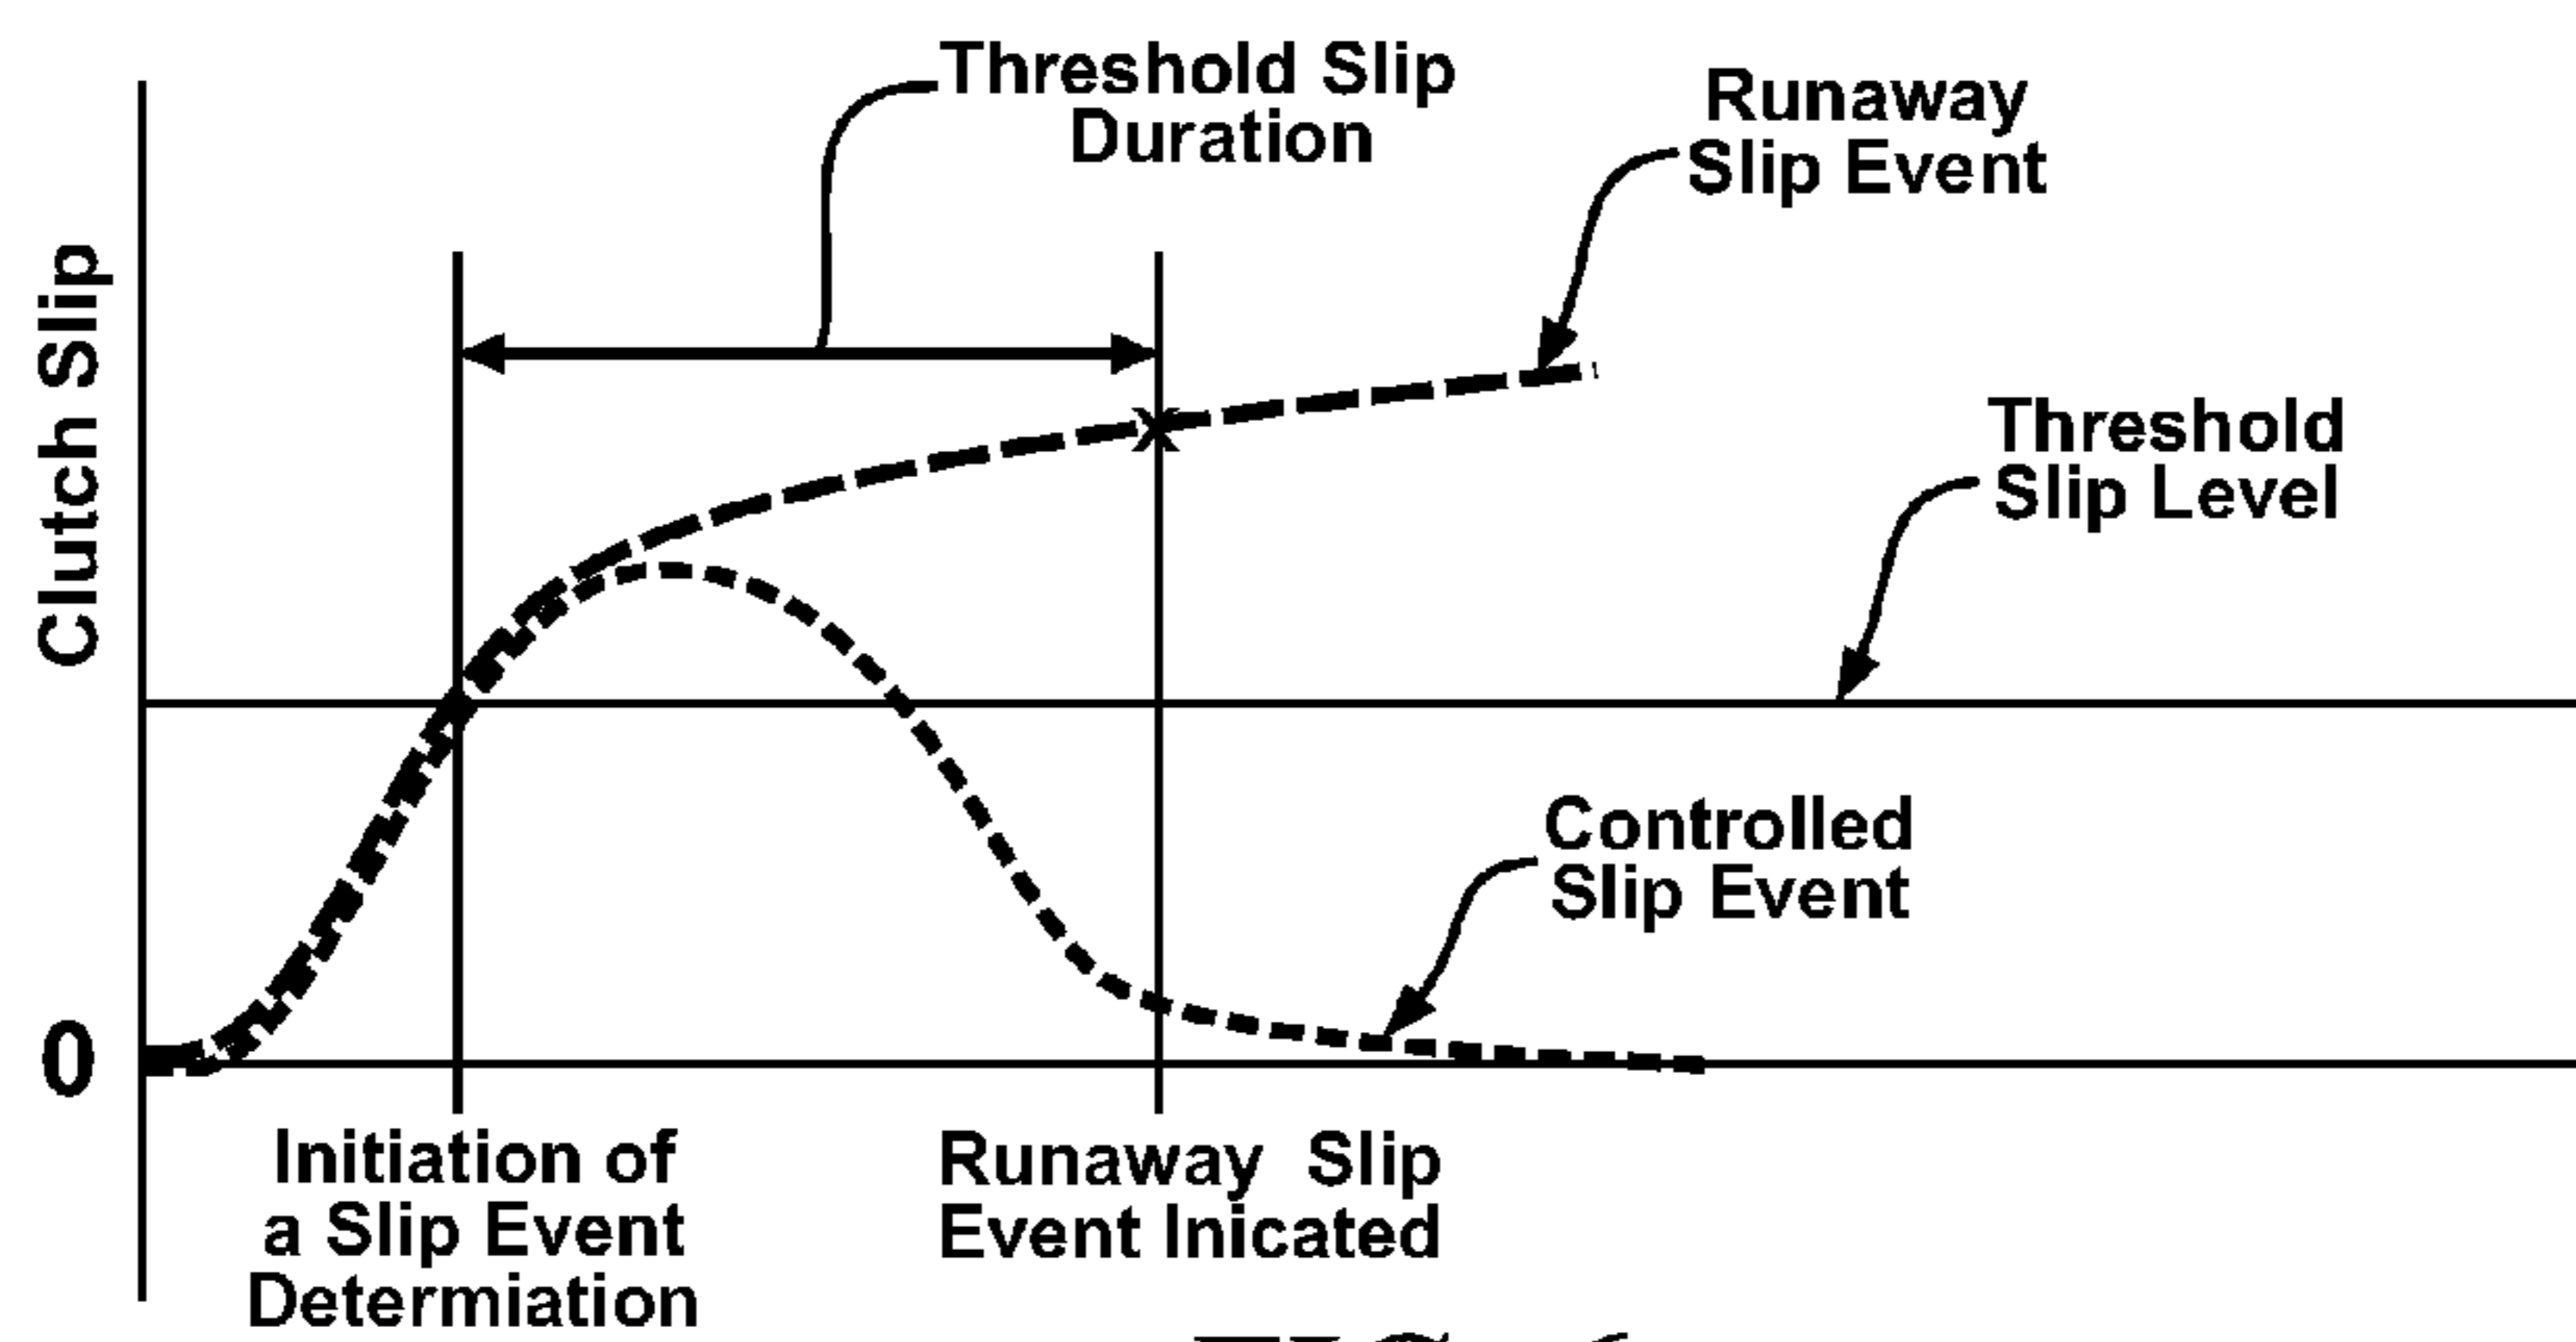 Threshold Slip
Duration
Runaway
Slip Event
Clutch Slip
Threshold
Slip Level
Controlled
Slip Event
0
Initiation of
a Slip Event
Determiation
Runaway Slip
Event Inicated